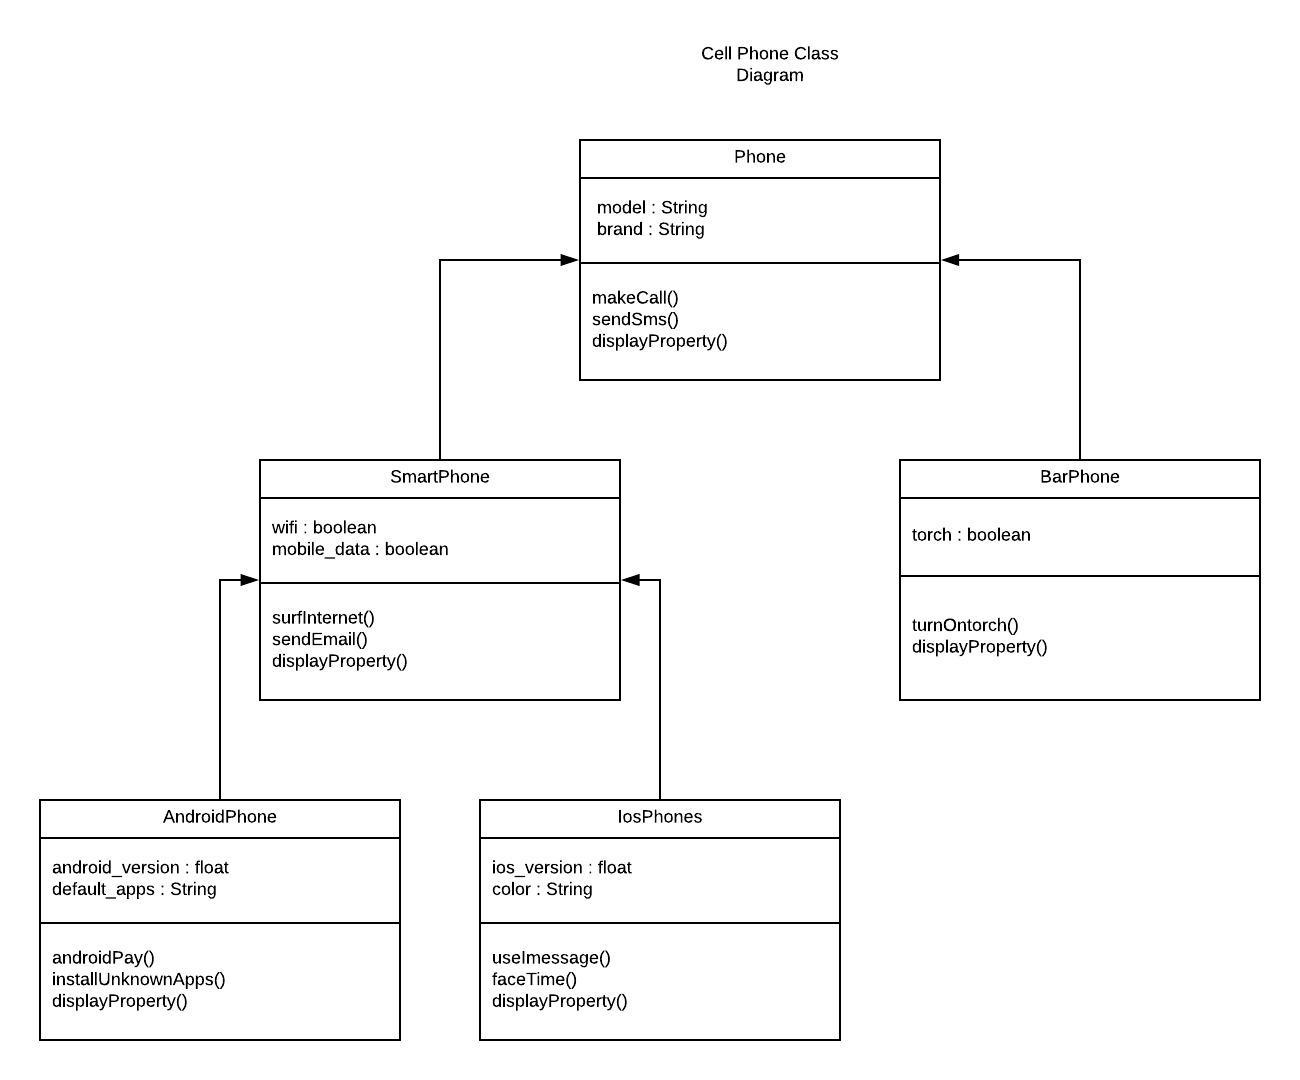 Cell Phone Class
Diagram
Phone
model : String
brand : String
makeCall()
sendSms()
displayProperty()
SmartPhone
wifi : boolean
mobile_data : boolean
surfInternet()
sendEmail()
displayProperty()
BarPhone
torch : boolean
turnOntorch()
displayProperty()
AndroidPhone
android_version : float
default_apps : String
androidPay()
installUnknownApps()
displayProperty()
IosPhones
ios_version : float
color : String
useImessage()
faceTime()
displayProperty()